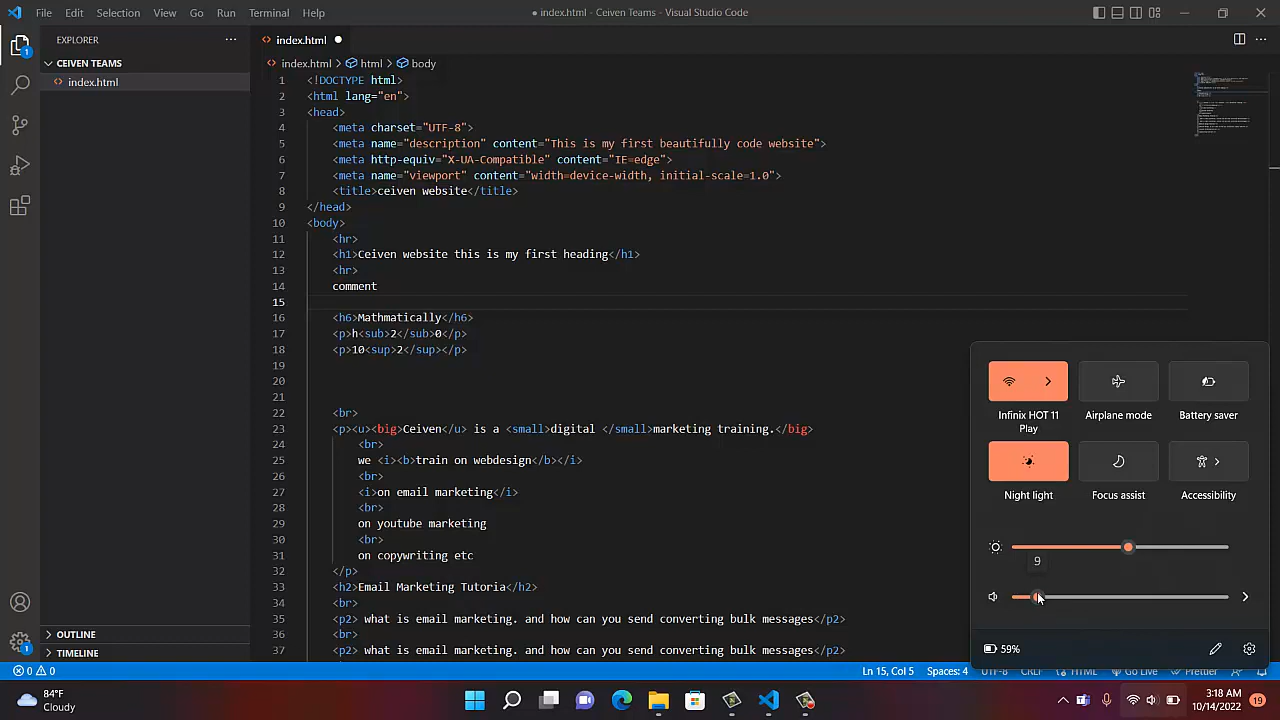 File Edit Selection View Go Run Terminal Help
● index.html - Ceiven Teams - Visual Studio Code
EXPLORER
1
CEIVEN TEAMS
index.html
OUTLINE
TIMELINE
1
index.html
index.html > html > body
1 <!DOCTYPE html>
2 <html lang="en">
3 <head>
4 <meta charset="UTF-8">
5 <meta name="description" content="This is my first beautifully code website">
6 <meta http-equiv="X-UA-Compatible" content="IE=edge">
7 <meta name="viewport" content="width=device-width, initial-scale=1.0">
8 <title>ceiven website</title>
9 </head>
10 <body>
11 <hr>
12 <h1>Ceiven website this is my first heading</h1>
13 <hr>
14 comment
15
16 <h6>Mathmatically</h6>
17 <p>h<sub>2</sub>0</p>
18 <p>10<sup>2</sup></p>
19
20
21
22 <br>
23 <p><u><big>Ceiven</u> is a <small>digital </small>marketing training.</big>
24 <br>
25 we <i><b>train on webdesign</b></i>
26 <br>
27 <i>on email marketing</i>
28 <br>
29 on youtube marketing
30 <br>
31 on copywriting etc
32 </p>
33 <h2>Email Marketing Tutoria</h2>
34 <br>
35 <p2> what is email marketing. and how can you send converting bulk messages</p2>
36 <br>
37 <p2> what is email marketing. and how can you send converting bulk messages</p2>
Infinix HOT 11
Play
Airplane mode
Battery saver
Night light
Focus assist
Accessibility
9
59%
0 0
Ln 15, Col 5 Spaces: 4 UTF-8 CRLF HTML Go Live Prettier
84°F
Cloudy
3:18 AM
10/14/2022
19